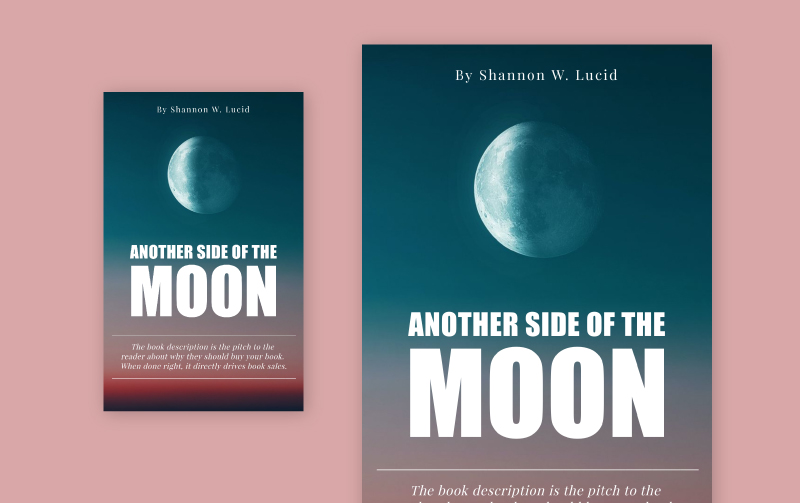 By Shannon W. Lucid
ANOTHER SIDE OF THE
MOON
The book description is the pitch to the
reader about why they should buy your book.
When done right, it directly drives book sales.
By Shannon W. Lucid
ANOTHER SIDE OF THE
MOON
The book description is the pitch to the